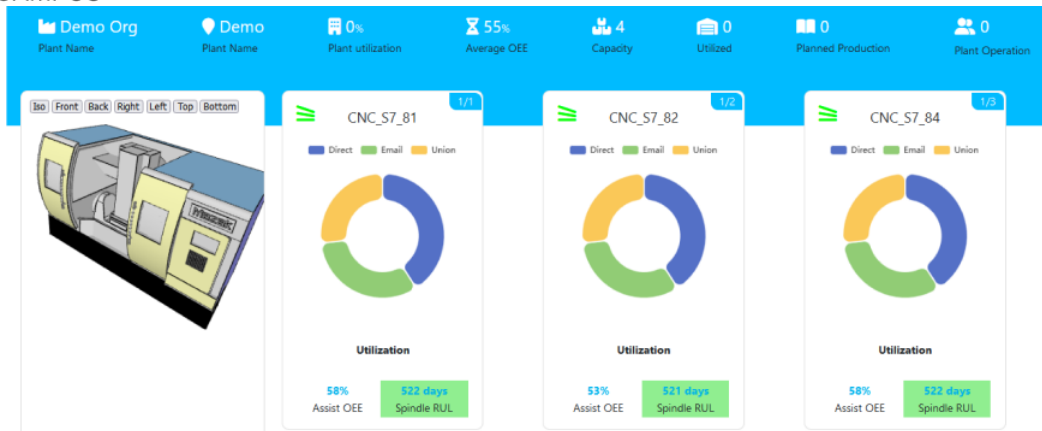 Demo Org
Plant Name
Demo
Plant Name
0%
Plant utilization
55%
Average OEE
4
Capacity
0
Utilized
0
Planned Production
0
Plant Operation
Iso Front Back Right Left Top Bottom
1/1
CNC_S7_81
Direct Email Union
Utilization
58%
Assist OEE
522 days
Spindle RUL
1/2
CNC_S7_82
Direct Email Union
Utilization
53%
Assist OEE
521 days
Spindle RUL
1/3
CNC_S7_84
Direct Email Union
Utilization
58%
Assist OEE
522 days
Spindle RUL